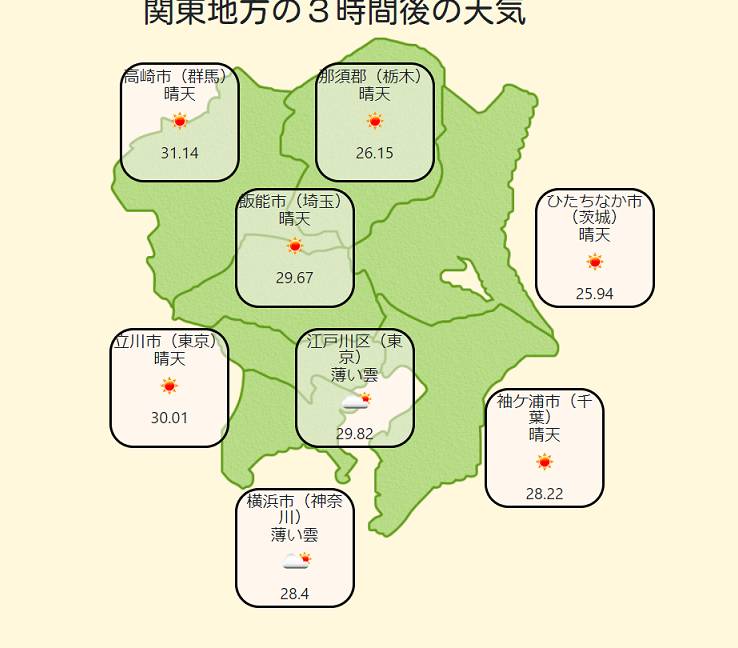 関東地方の３時間後の天気
高崎市（群馬）
晴天
31.14
那須郡（栃木）
晴天
26.15
飯能市（埼玉）
晴天
29.67
ひたちなか市
（茨城）
晴天
25.94
立川市（東京）
晴天
30.01
江戸川区（東
京）
薄い雲
29.82
袖ケ浦市（千
葉）
晴天
28.22
横浜市（神奈
川）
薄い雲
28.4